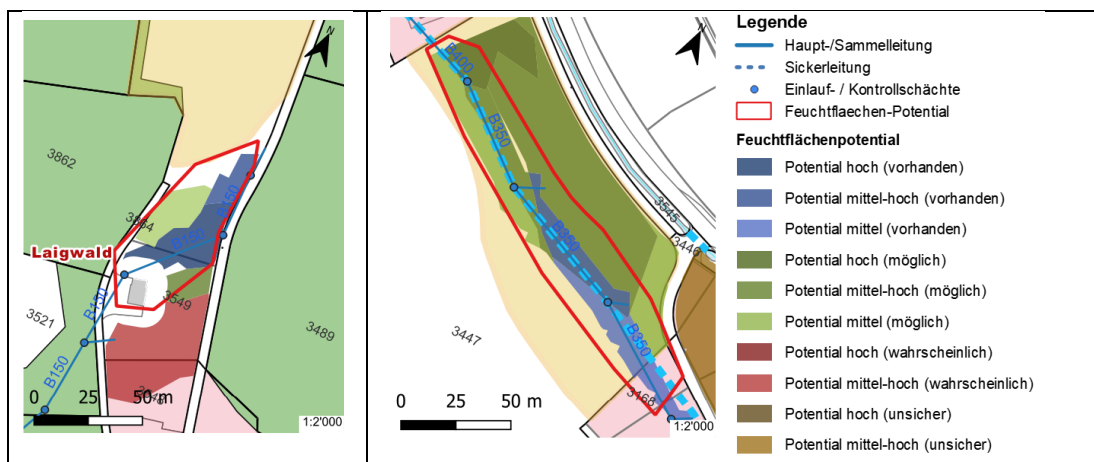 N
3862
3864
B150
B150
Laigwald
3549
B150
3521
3489
B150
0 25 50 m
1:2'000
N
B400
B350
3545
3446
B350
3447
B350
3166
0 25 50 m
1:2'000
Legende
Haupt-/Sammelleitung
Sickerleitung
Einlauf- / Kontrollschächte
Feuchtflaechen-Potential
Feuchtflächenpotential
Potential hoch (vorhanden)
Potential mittel-hoch (vorhanden)
Potential mittel (vorhanden)
Potential hoch (möglich)
Potential mittel-hoch (möglich)
Potential mittel (möglich)
Potential hoch (wahrscheinlich)
Potential mittel-hoch (wahrscheinlich)
Potential hoch (unsicher)
Potential mittel-hoch (unsicher)